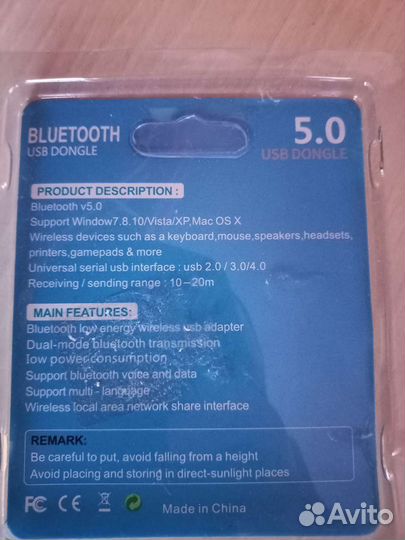 BLUETOOTH
USB DONGLE
5.0
USB DONGLE
PRODUCT DESCRIPTION :
Bluetooth v5.0
Support Window7.8.10/Vista/XP,Mac OS X
Wireless devices such as a keyboard,mouse,speakers,headsets,
printers,gamepads & more
Universal serial usb interface : usb 2.0 / 3.0/4.0
Receiving / sending range : 10-20m
MAIN FEATURES:
Bluetooth low energy wireless usb adapter
Dual-mode bluetooth transmission
low power consumption
Support bluetooth voice and data
Support multi - language
Wireless local area network share interface
REMARK:
Be careful to put, avoid falling from a height
Avoid placing and storing in direct-sunlight places
FC CE
Made in China
Avito